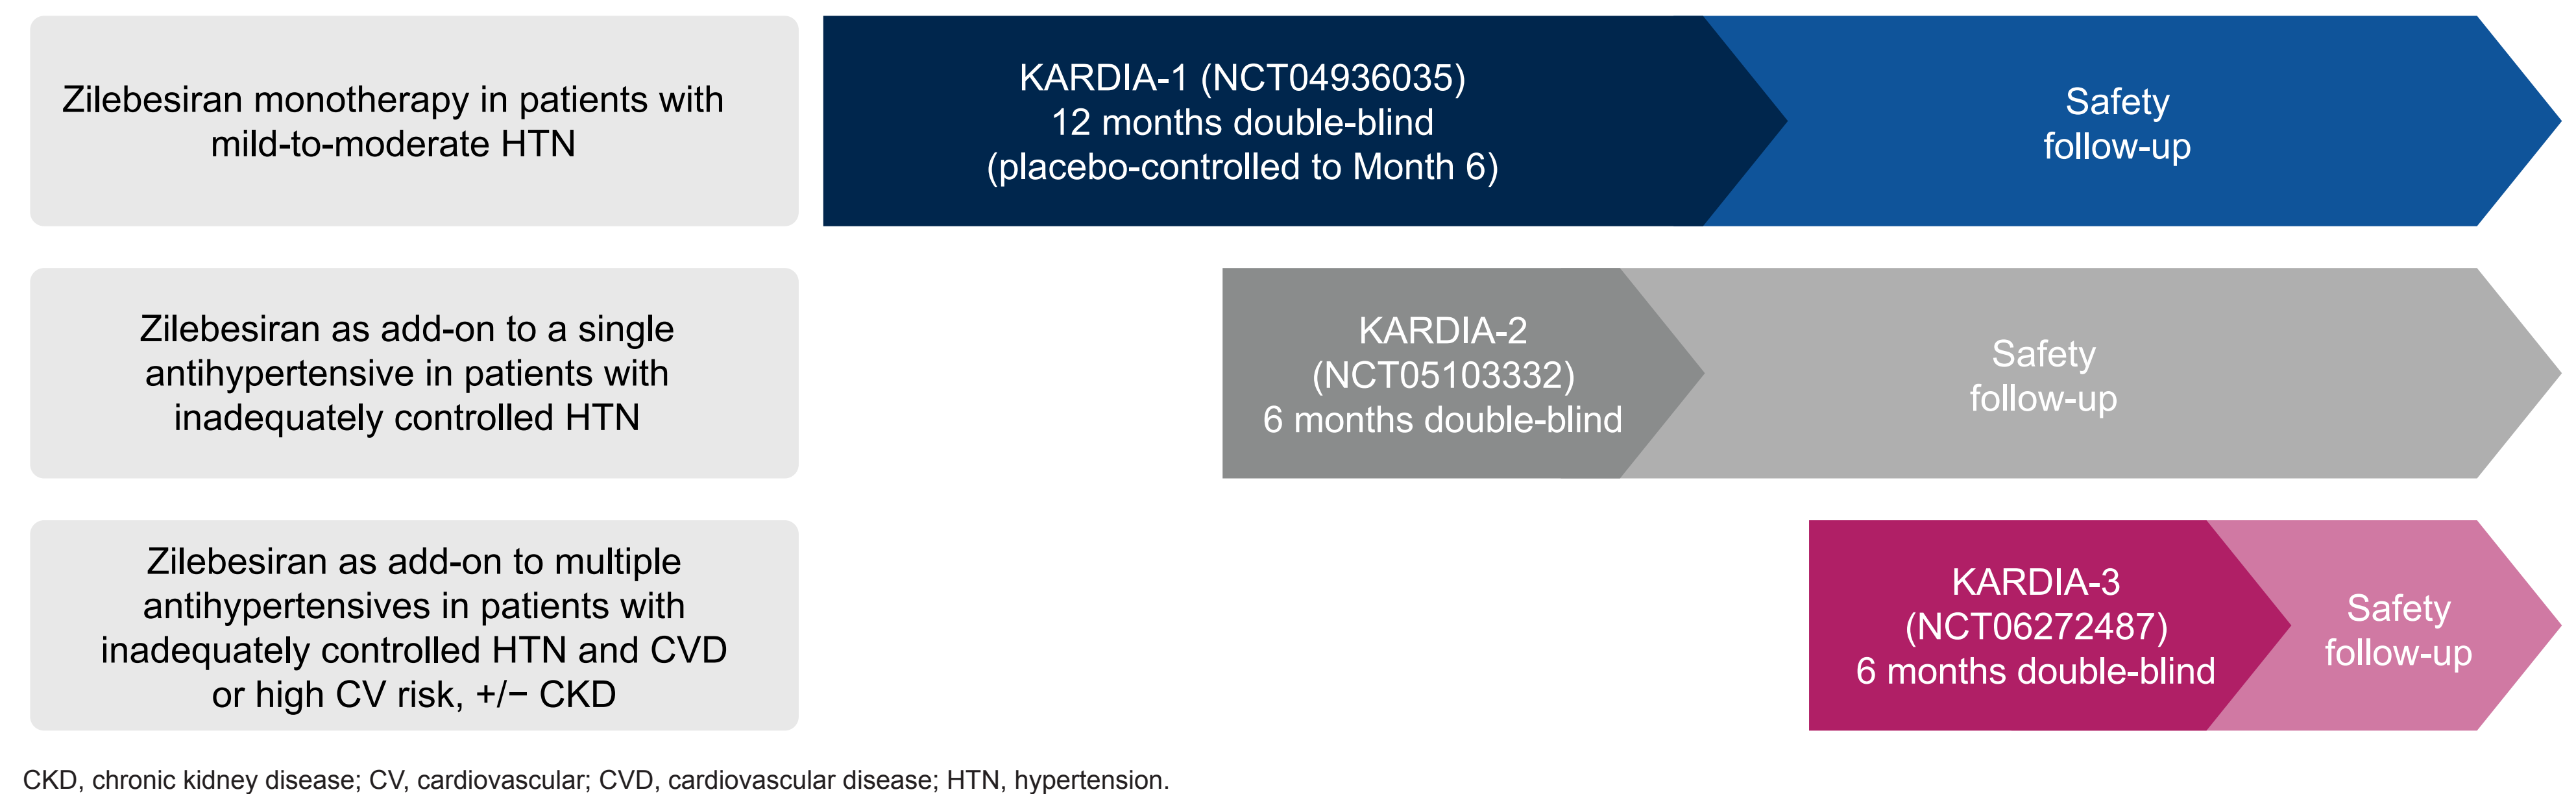 Zilebesiran monotherapy in patients with
mild-to-moderate HTN
KARDIA-1 (NCT04936035)
12 months double-blind
(placebo-controlled to Month 6)
Safety
follow-up
Zilebesiran as add-on to a single
antihypertensive in patients with
inadequately controlled HTN
KARDIA-2
(NCT05103332)
6 months double-blind
Safety
follow-up
Zilebesiran as add-on to multiple
antihypertensives in patients with
inadequately controlled HTN and CVD
or high CV risk, +/− CKD
KARDIA-3
(NCT06272487)
6 months double-blind
Safety
follow-up
CKD, chronic kidney disease; CV, cardiovascular; CVD, cardiovascular disease; HTN, hypertension.